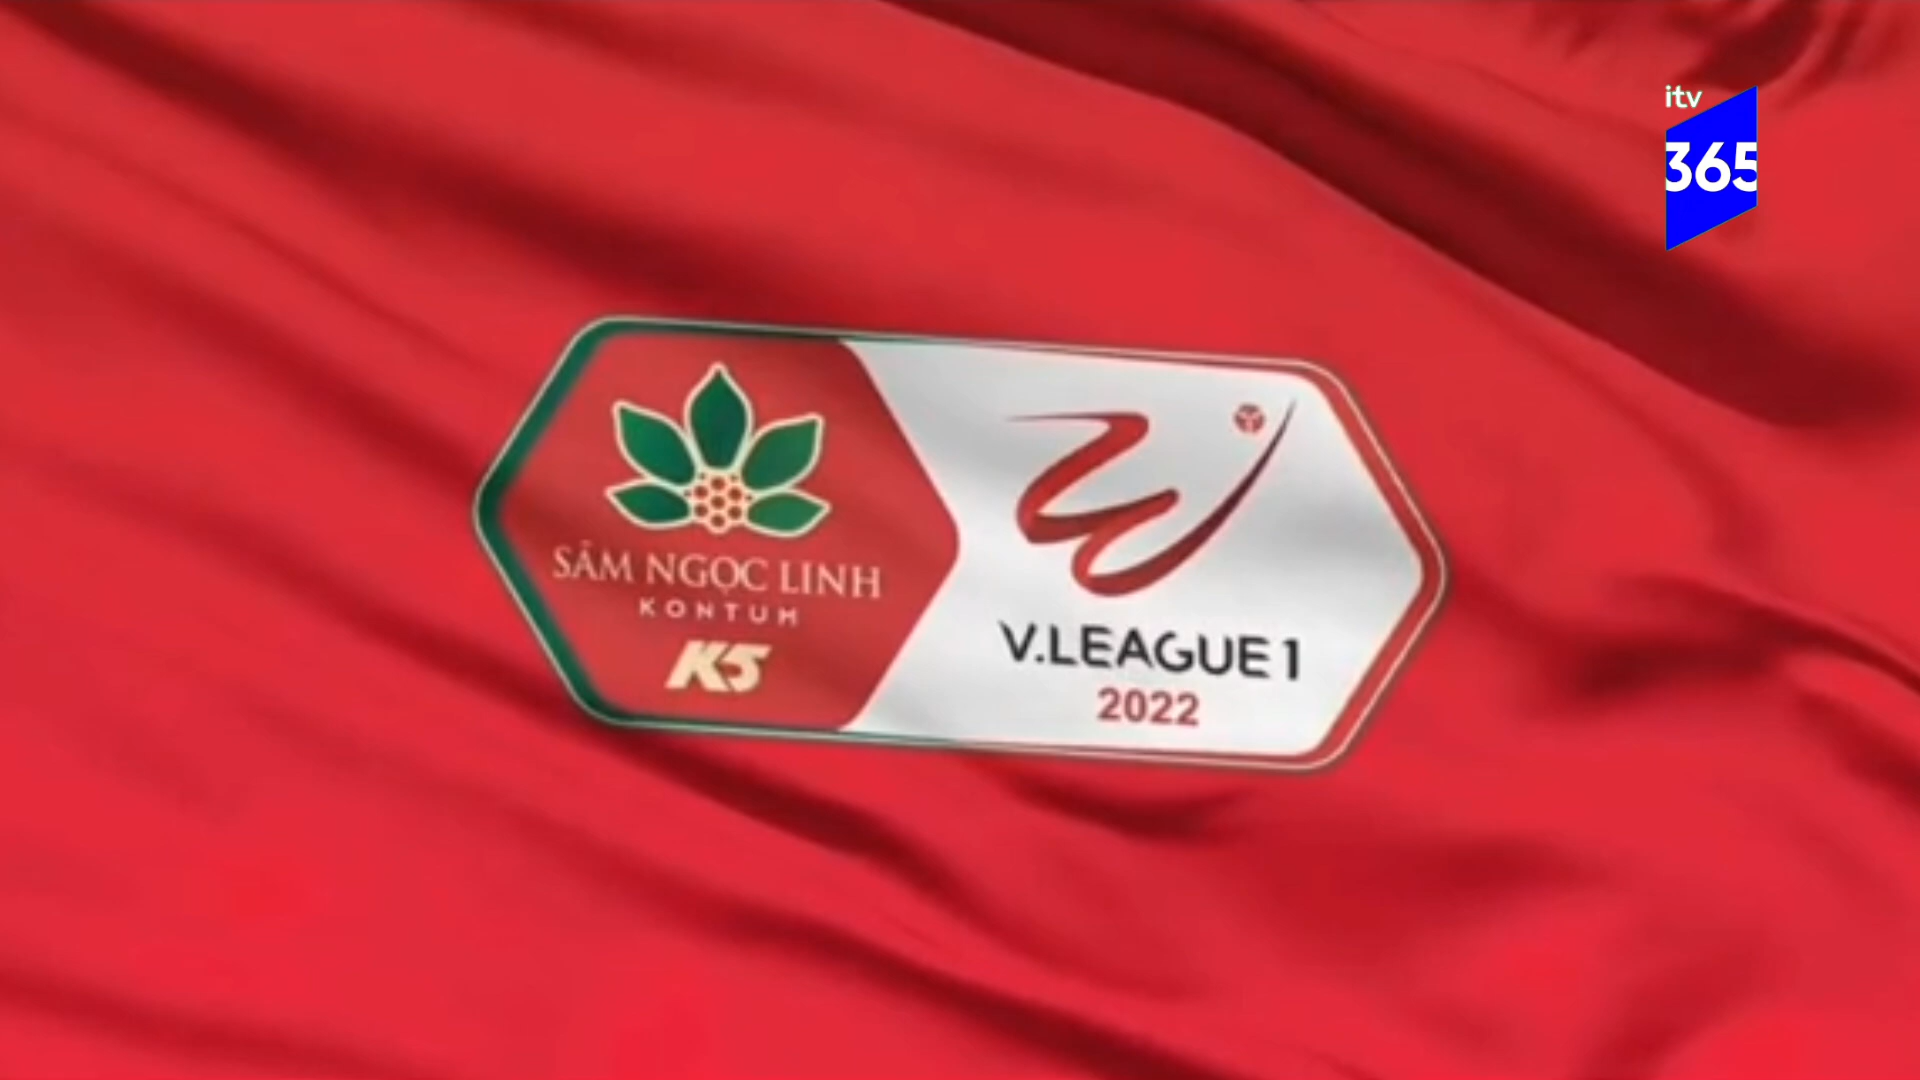 itv
365
SÂM NGỌC LINH
KONTUM
K5
V.LEAGUE 1
2022